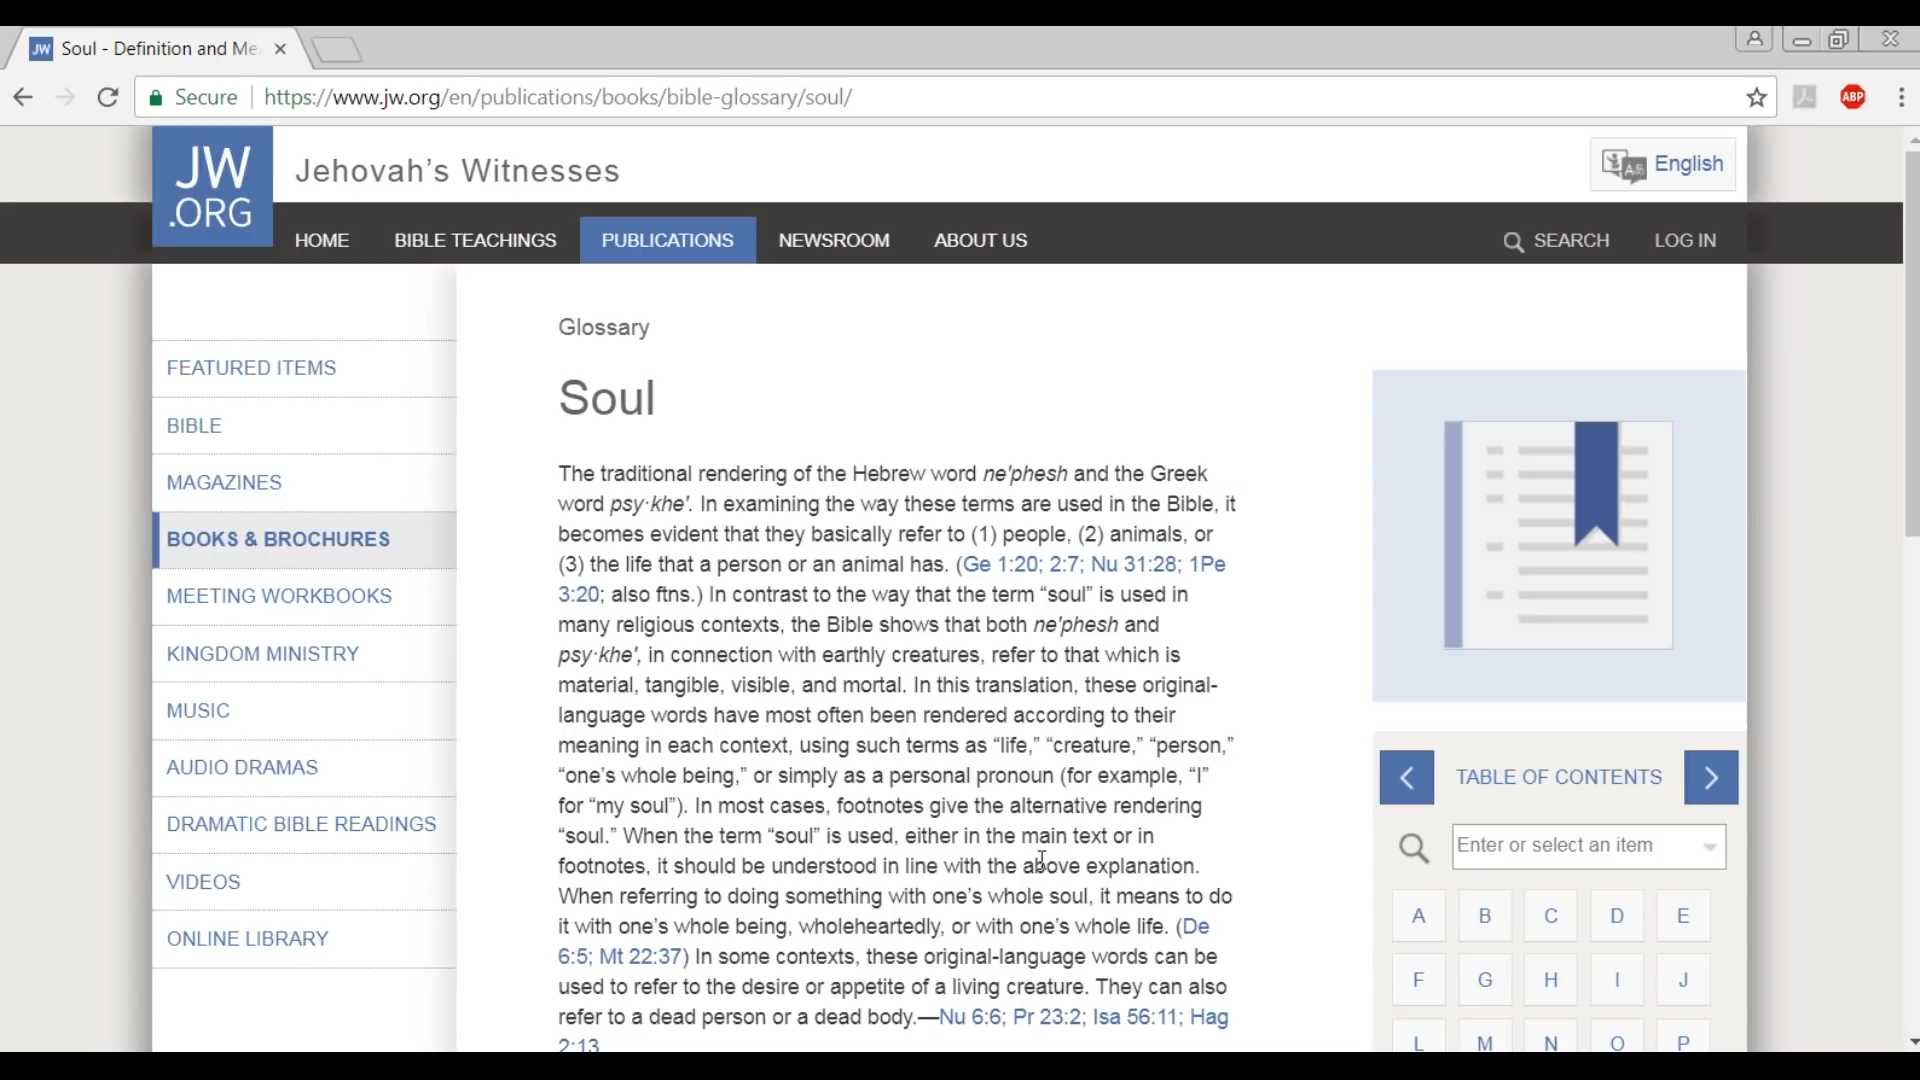 JW Soul - Definition and Me
Secure https://www.jw.org/en/publications/books/bible-glossary/soul/
ABP
JW
.ORG
Jehovah’s Witnesses
English
HOME BIBLE TEACHINGS PUBLICATIONS NEWSROOM ABOUT US SEARCH LOG IN
FEATURED ITEMS
BIBLE
MAGAZINES
BOOKS & BROCHURES
MEETING WORKBOOKS
KINGDOM MINISTRY
MUSIC
AUDIO DRAMAS
DRAMATIC BIBLE READINGS
VIDEOS
ONLINE LIBRARY
Glossary
Soul
The traditional rendering of the Hebrew word ne'phesh and the Greek
word psy·khe'. In examining the way these terms are used in the Bible, it
becomes evident that they basically refer to (1) people, (2) animals, or
(3) the life that a person or an animal has. (Ge 1:20; 2:7; Nu 31:28; 1Pe
3:20; also ftns.) In contrast to the way that the term “soul” is used in
many religious contexts, the Bible shows that both ne'phesh and
psy·khe', in connection with earthly creatures, refer to that which is
material, tangible, visible, and mortal. In this translation, these original-
language words have most often been rendered according to their
meaning in each context, using such terms as “life,” “creature,” “person,”
“one’s whole being,” or simply as a personal pronoun (for example, “I”
for “my soul”). In most cases, footnotes give the alternative rendering
“soul.” When the term “soul” is used, either in the main text or in
footnotes, it should be understood in line with the above explanation.
When referring to doing something with one’s whole soul, it means to do
it with one’s whole being, wholeheartedly, or with one’s whole life. (De
6:5; Mt 22:37) In some contexts, these original-language words can be
used to refer to the desire or appetite of a living creature. They can also
refer to a dead person or a dead body.—Nu 6:6; Pr 23:2; Isa 56:11; Hag
2:13
TABLE OF CONTENTS
Enter or select an item
A B C D E
F G H I J
L M N O P